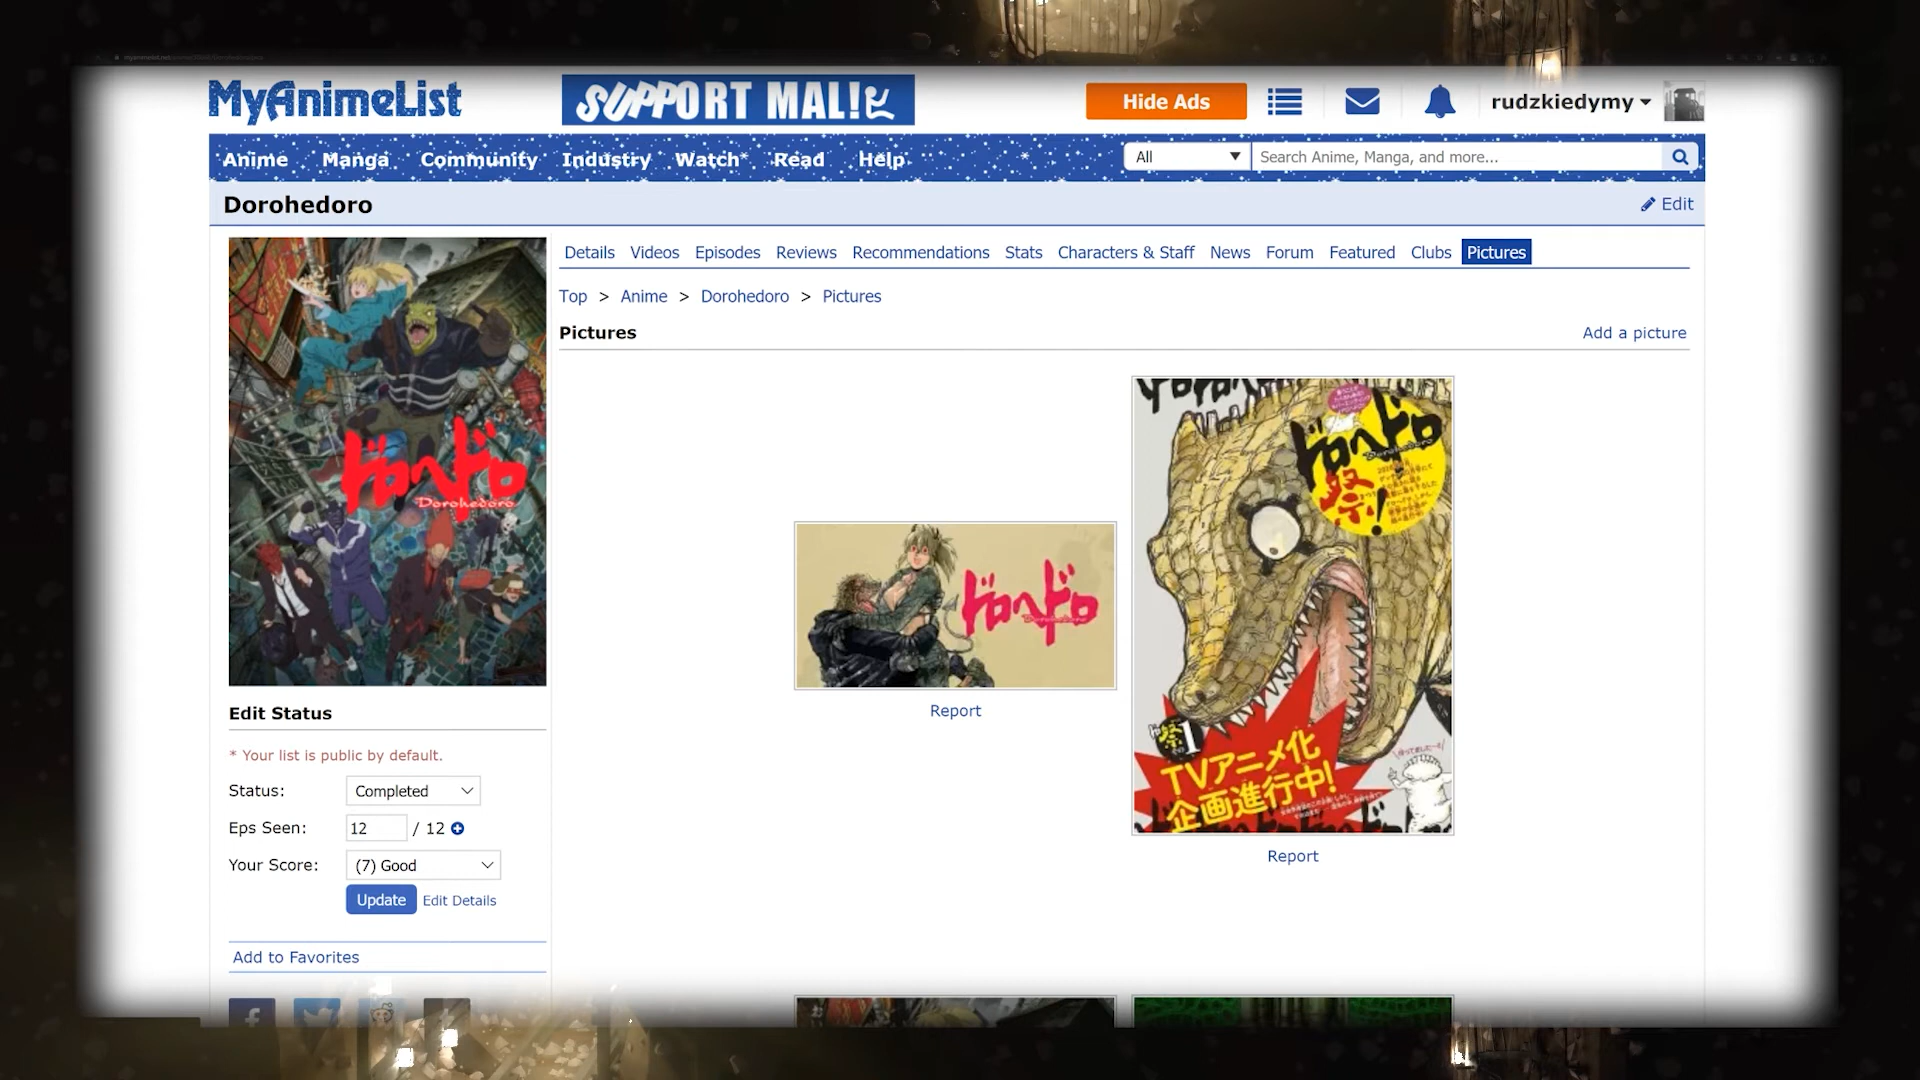 MyAnimeList
SUPPORT MAL!
Hide Ads
rudzkiedymy
Anime Manga Community Industry Watch Read Help
All
Search Anime, Manga, and more...
Dorohedoro
Edit
Details Videos Episodes Reviews Recommendations Stats Characters & Staff News Forum Featured Clubs Pictures
Top > Anime > Dorohedoro > Pictures
Pictures
Add a picture
ドロヘドロ
Dorohedoro
ドロヘドロ
Dorohedoro
Report
ドロヘドロ
Dorohedoro
祭!
祭
1
TVアニメ化
企画進行中!
Report
Edit Status
* Your list is public by default.
Status: Completed
Eps Seen: 12 / 12
Your Score: (7) Good
Update Edit Details
Add to Favorites